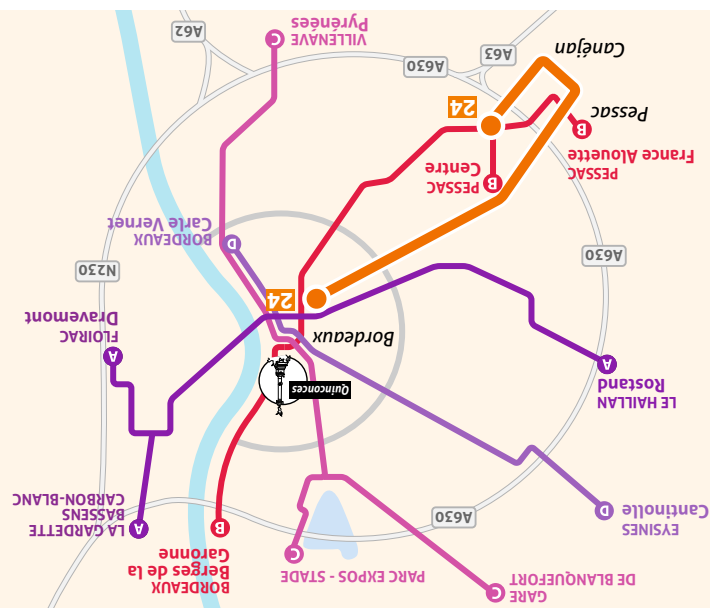 GARE
DE BLANQUEFORT
C
PARC EXPOS - STADE
C
BORDEAUX
Berges de la
Garonne
B
LA GARDETTE
BASSENS
CARBON-BLANC
A
EYSINES
Cantinolle
D
A630
LE HAILLAN
Rostand
A
Quinconces
Bordeaux
FLOIRAC
Dravemont
A
24
A630
N230
BORDEAUX
Carle Vernet
D
PESSAC
Centre
B
PESSAC
France Alouette
B
24
Pessac
Canéjan
A63
A630
VILLENAVE
Pyrénées
C
A62